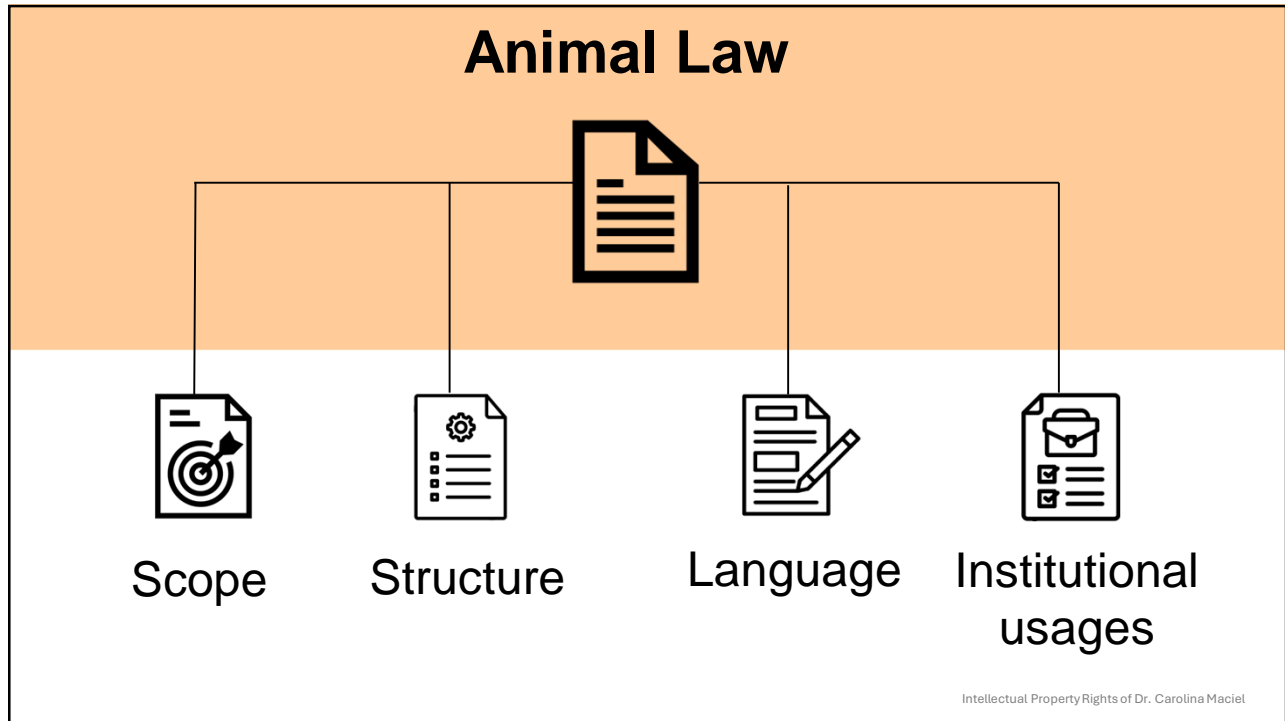 Animal Law
Scope
Structure
Language
Institutional
usages
Intellectual Property Rights of Dr. Carolina Maciel